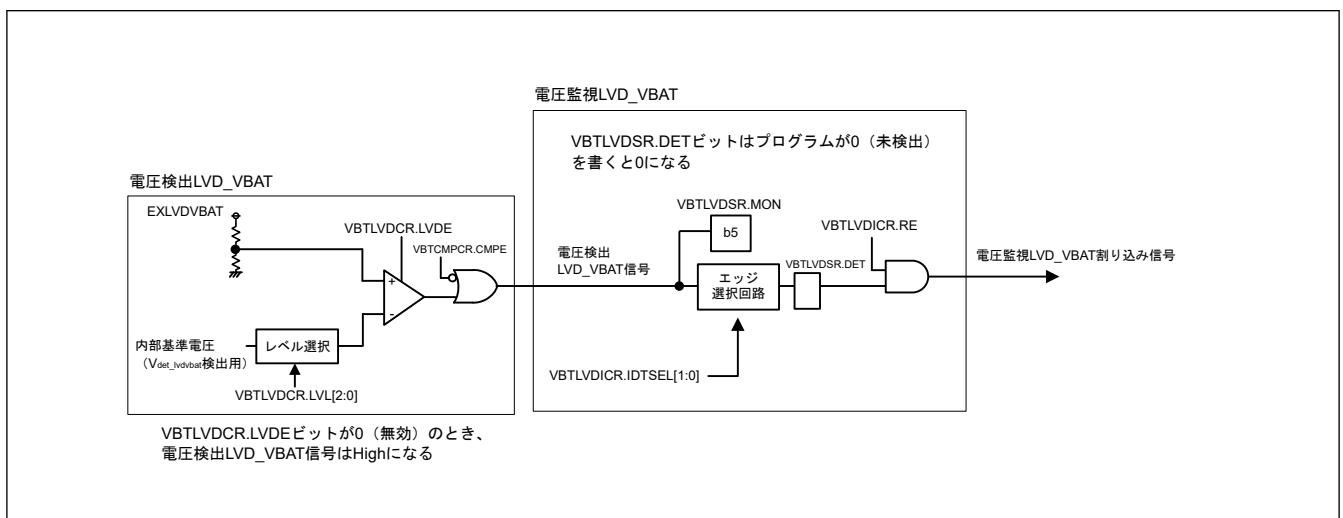 電圧監視LVD_VBAT
VBTLVDSR.DETビットはプログラムが0（未検出）
を書くと0になる
電圧検出LVD_VBAT
EXLVDVBAT
VBTLVDCR.LVDE
VBTCMPCR.CMPE
+
-
内部基準電圧
（Vdet_lvdvbat検出用）
レベル選択
VBTLVDCR.LVL[2:0]
電圧検出
LVD_VBAT信号
VBTLVDSR.MON
b5
エッジ
選択回路
VBTLVDSR.DET
VBTLVDICR.RE
電圧監視LVD_VBAT割り込み信号
VBTLVDICR.IDTSEL[1:0]
VBTLVDCR.LVDEビットが0（無効）のとき、
電圧検出LVD_VBAT信号はHighになる